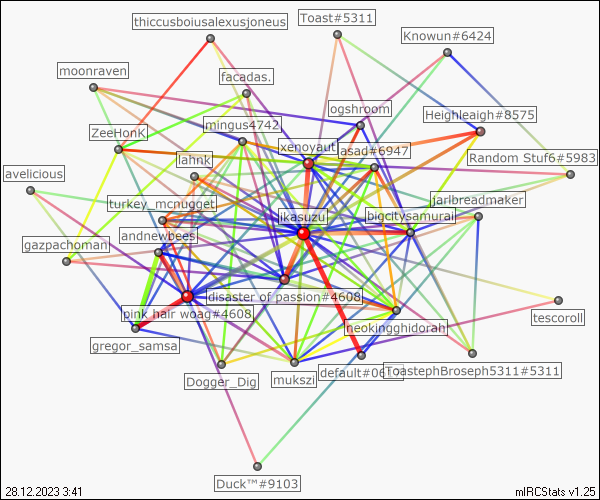 thiccusboiusalexusjoneus
Toast#5311
Knowun#6424
moonraven
facadas.
ogshroom
Heighleaigh#8575
ZeeHonK
mingus4742
xenoyaut
asad#6947
Random Stuf6#5983
lahnk
avelicious
turkey_mcnugget
jarlbreadmaker
ikasuzu
bigcitysamurai
andnewbees
gazpachoman
disaster of passion#4608
pink hair woag#4608
tescoroll
neokingghidorah
gregor_samsa
default#06
ToastephBroseph5311#5311
Dogger_Dig
mukszi
Duck™#9103
28.12.2023 3:41
mIRCStats v1.25